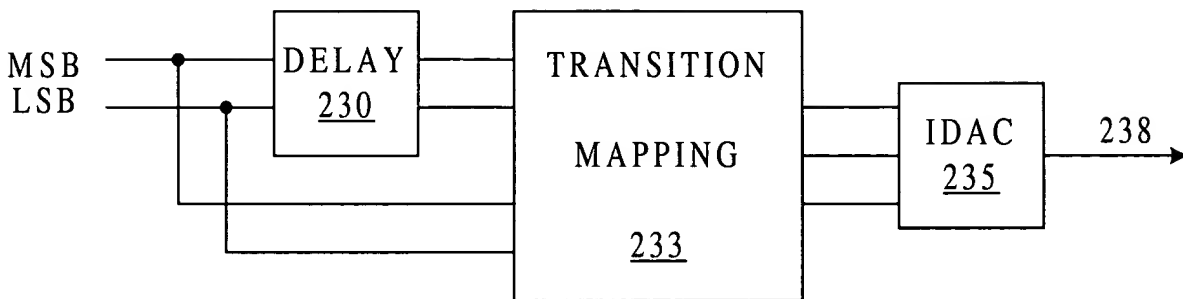 MSB
LSB
DELAY
230
TRANSITION
MAPPING
233
IDAC
235
238